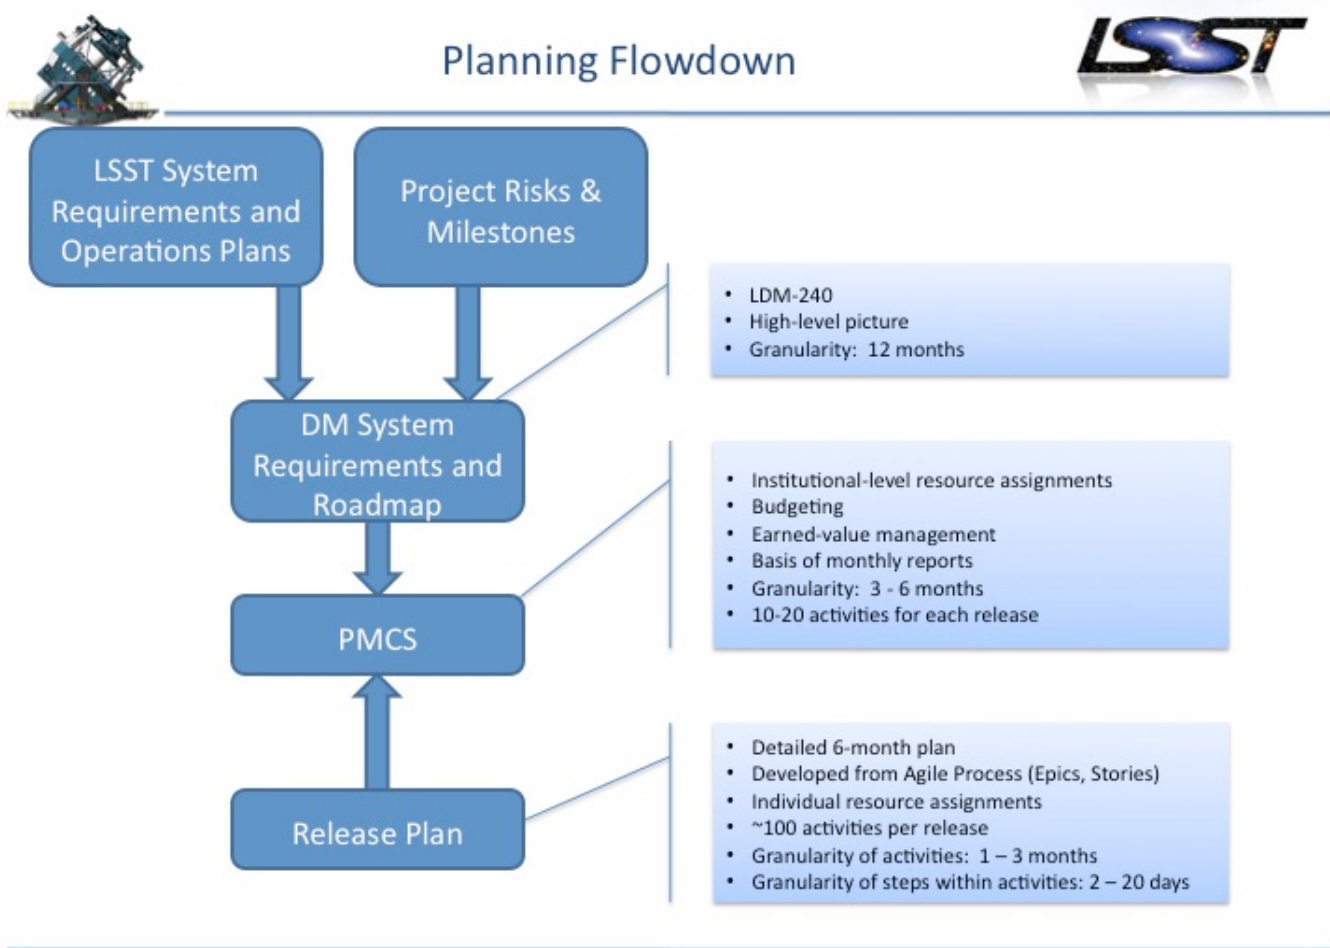 Planning Flowdown
LSST
LSST System
Requirements and
Operations Plans
Project Risks &
Milestones
• LDM-240
• High-level picture
• Granularity:  12 months
DM System
Requirements and
Roadmap
• Institutional-level resource assignments
• Budgeting
• Earned-value management
• Basis of monthly reports
• Granularity:  3 - 6 months
• 10-20 activities for each release
PMCS
• Detailed 6-month plan
• Developed from Agile Process (Epics, Stories)
• Individual resource assignments
• ~100 activities per release
• Granularity of activities:  1 – 3 months
• Granularity of steps within activities: 2 – 20 days
Release Plan